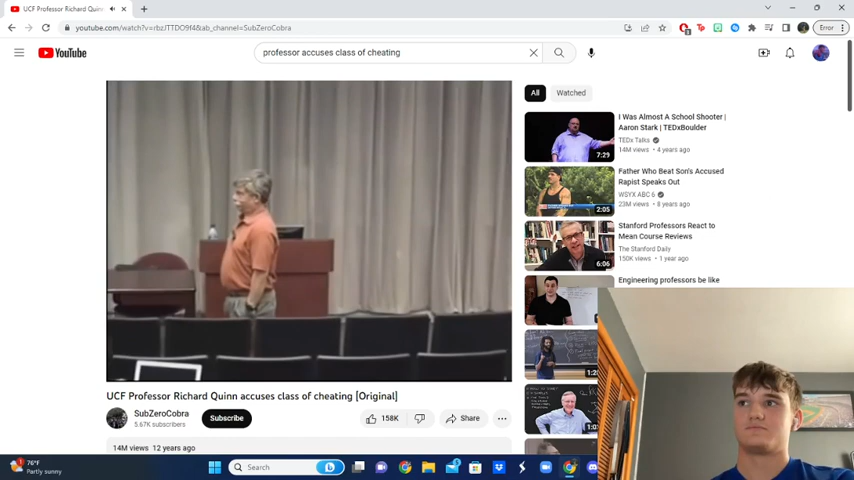 UCF Professor Richard Quinn
youtube.com/watch?v=rbzJTTDO9f4&ab_channel=SubZeroCobra
Error
YouTube
professor accuses class of cheating
All
Watched
I Was Almost A School Shooter |
Aaron Stark | TEDxBoulder
TEDx Talks
14M views • 4 years ago
7:29
Father Who Beat Son's Accused
Rapist Speaks Out
WSYX ABC 6
23M views • 8 years ago
2:05
Stanford Professors React to
Mean Course Reviews
The Stanford Daily
150K views • 1 year ago
6:06
Engineering professors be like
UCF Professor Richard Quinn accuses class of cheating [Original]
SubZeroCobra
5.67K subscribers
Subscribe
158K
Share
14M views 12 years ago
76°F
Partly sunny
Search